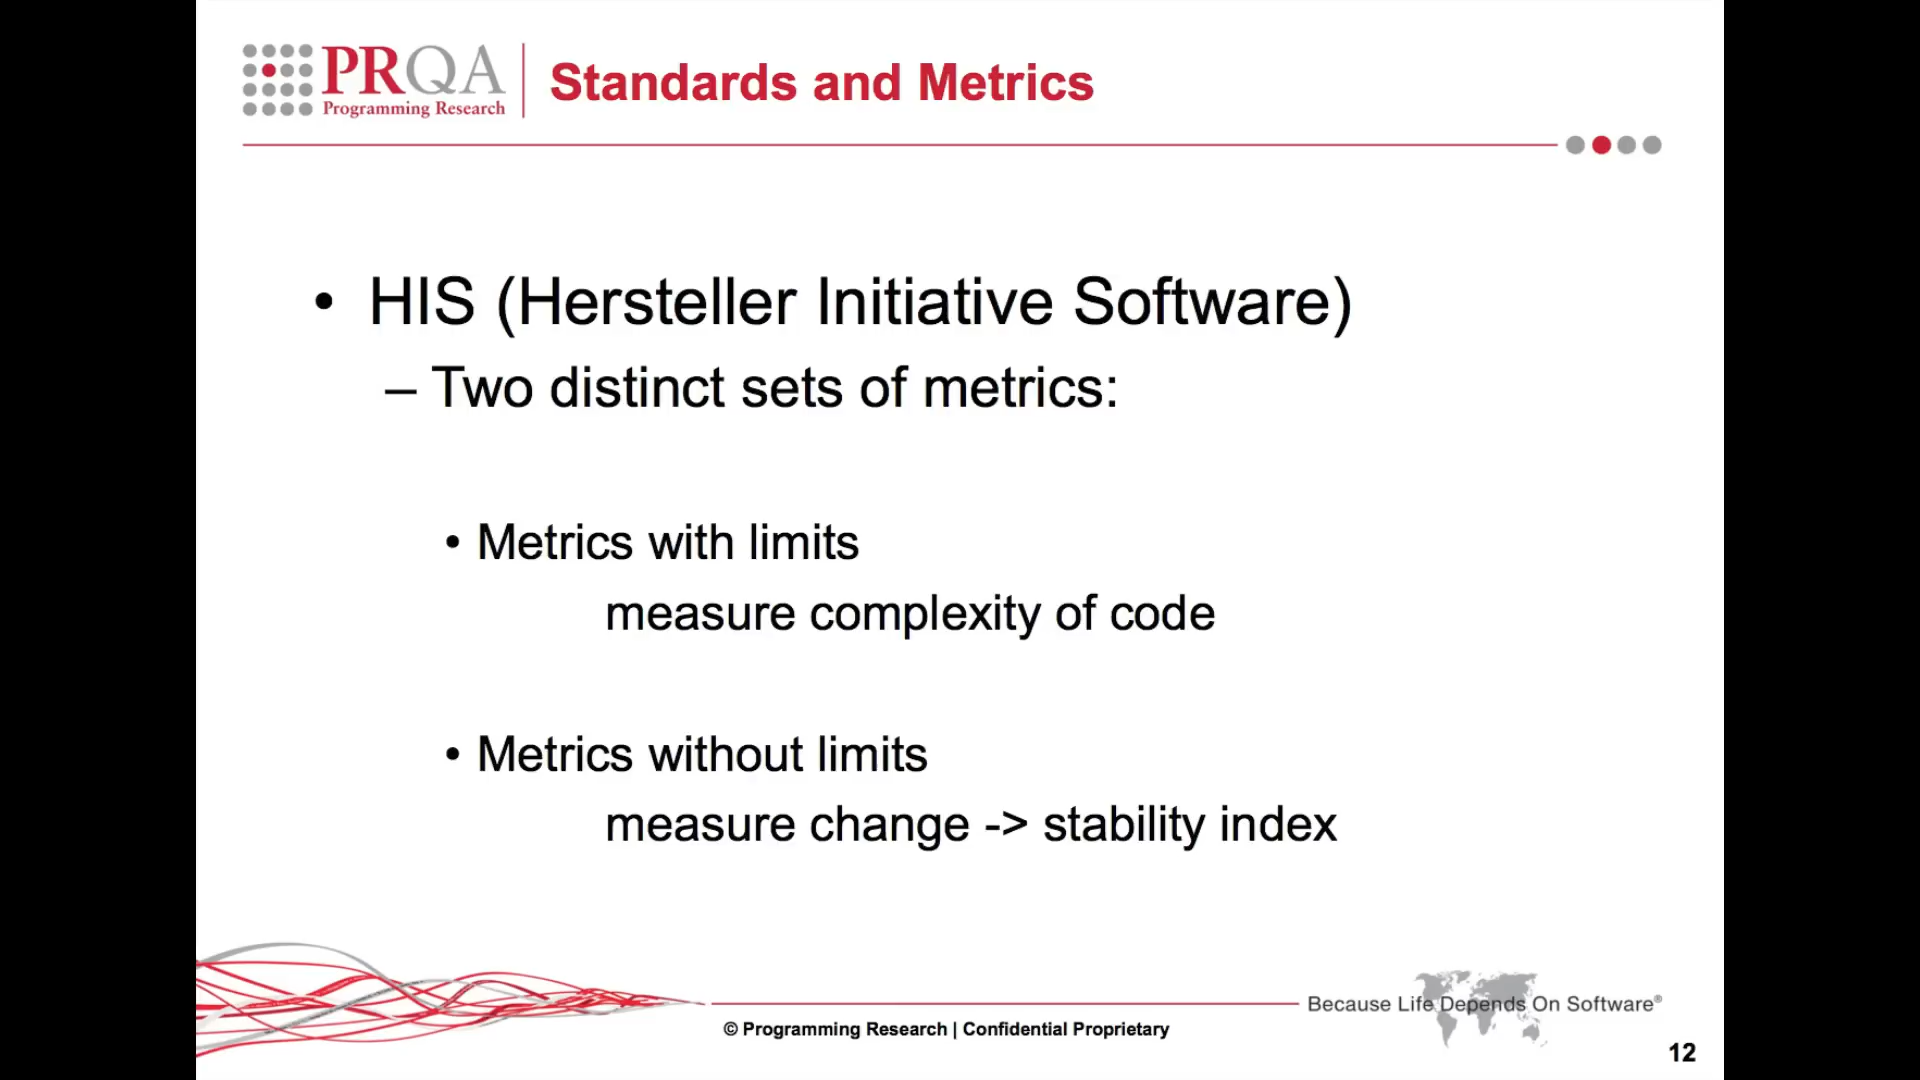 PRQA
Programming Research
Standards and Metrics
• HIS (Hersteller Initiative Software)
– Two distinct sets of metrics:
• Metrics with limits
measure complexity of code
• Metrics without limits
measure change -> stability index
Because Life Depends On Software®
© Programming Research | Confidential Proprietary
12